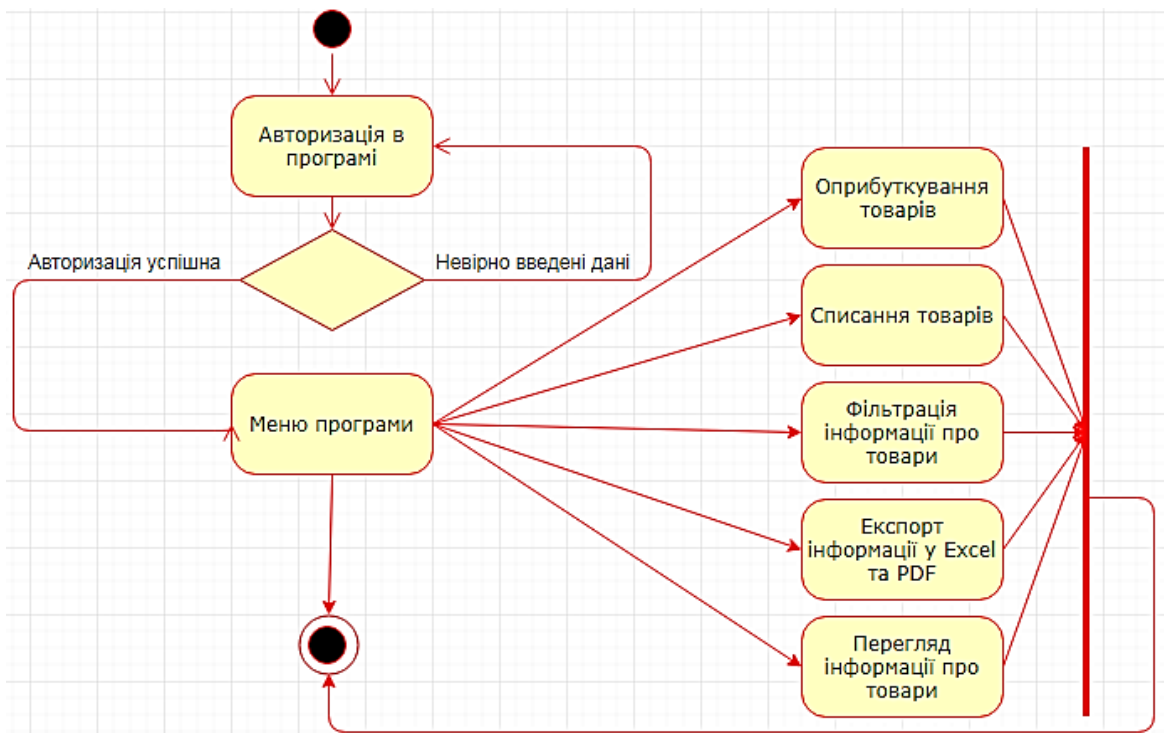 Авторизація в
програмі
Авторизація успішна
Невірно введені дані
Меню програми
Оприбуткування
товарів
Списання товарів
Фільтрація
інформації про
товари
Експорт
інформації у Excel
та PDF
Перегляд
інформації про
товари